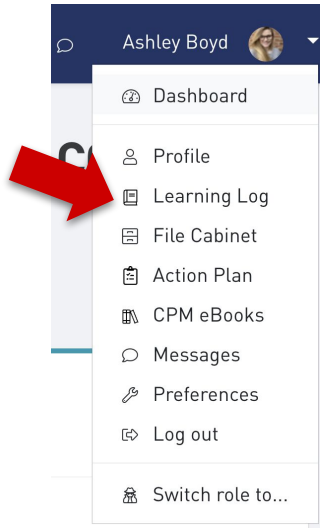 Ashley Boyd
Dashboard
Profile
Learning Log
File Cabinet
Action Plan
CPM eBooks
Messages
Preferences
Log out
Switch role to...